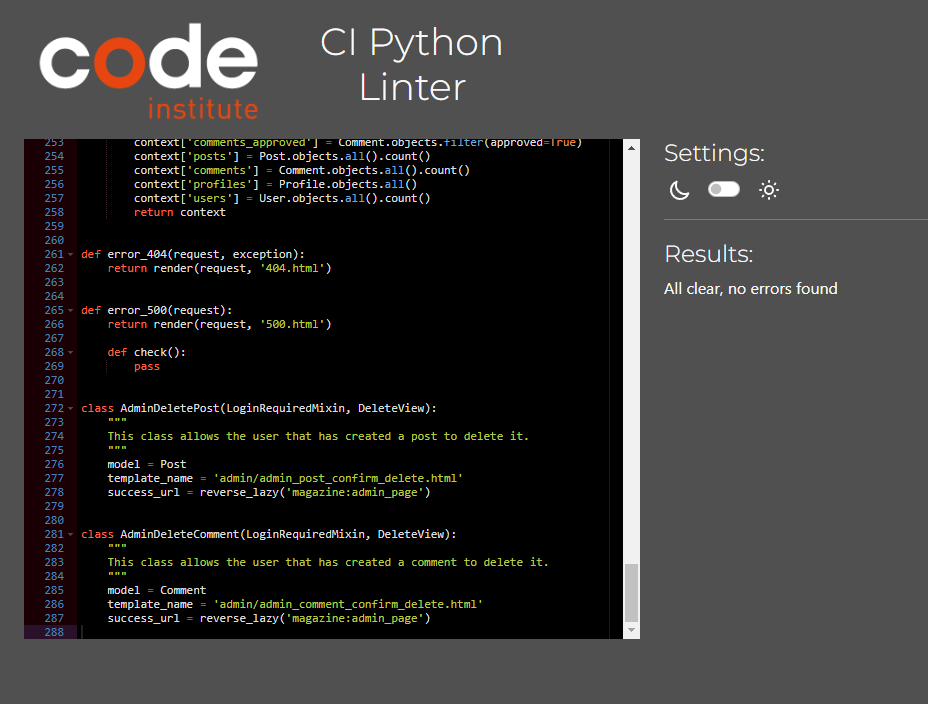 code
institute
CI Python
Linter
253 context['comments_approved'] = Comment.objects.filter(approved=True)
254 context['posts'] = Post.objects.all().count()
255 context['comments'] = Comment.objects.all().count()
256 context['profiles'] = Profile.objects.all()
257 context['users'] = User.objects.all().count()
258 return context
259
260
261 def error_404(request, exception):
262 return render(request, '404.html')
263
264
265 def error_500(request):
266 return render(request, '500.html')
267
268 def check():
269 pass
270
271
272 class AdminDeletePost(LoginRequiredMixin, DeleteView):
273 """
274 This class allows the user that has created a post to delete it.
275 """
276 model = Post
277 template_name = 'admin/admin_post_confirm_delete.html'
278 success_url = reverse_lazy('magazine:admin_page')
279
280
281 class AdminDeleteComment(LoginRequiredMixin, DeleteView):
282 """
283 This class allows the user that has created a comment to delete it.
284 """
285 model = Comment
286 template_name = 'admin/admin_comment_confirm_delete.html'
287 success_url = reverse_lazy('magazine:admin_page')
288
Settings:
Results:
All clear, no errors found